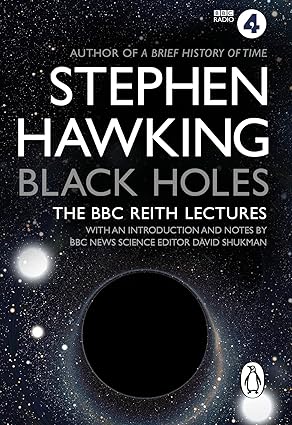 BBC
RADIO
4
AUTHOR OF A BRIEF HISTORY OF TIME
STEPHEN
HAWKING
BLACK HOLES
THE BBC REITH LECTURES
WITH AN INTRODUCTION AND NOTES BY
BBC NEWS SCIENCE EDITOR DAVID SHUKMAN